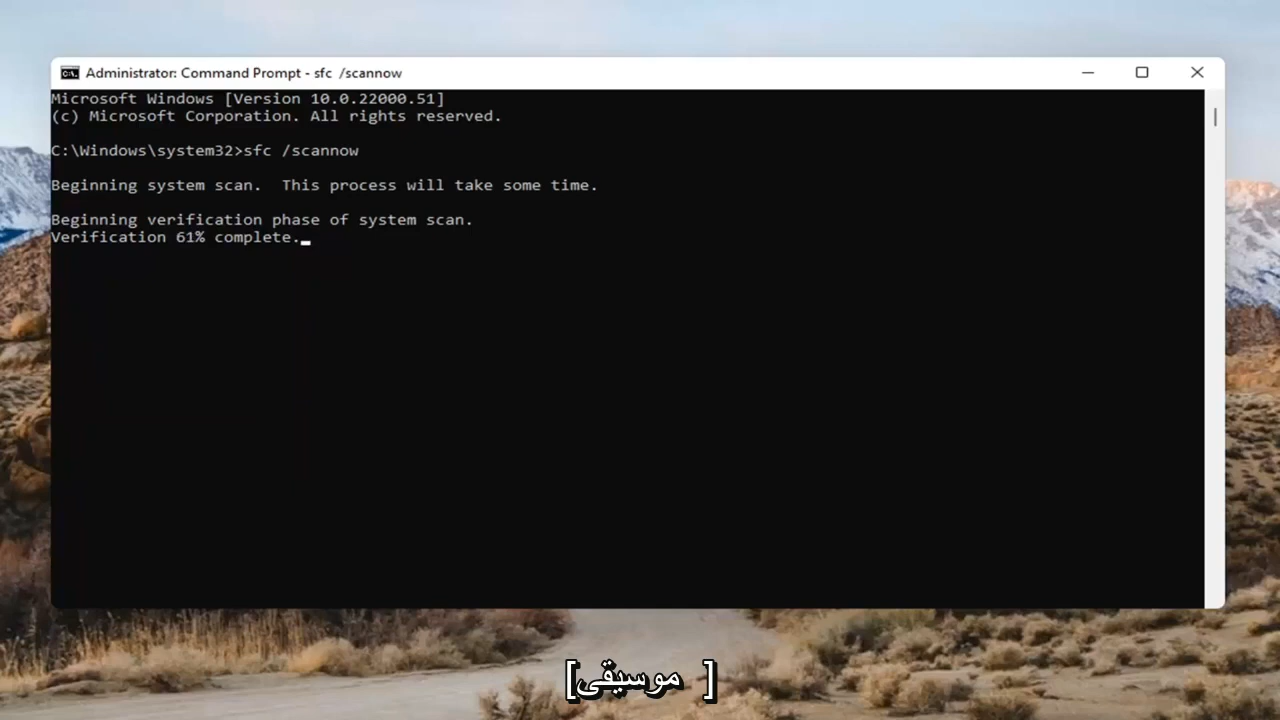 Administrator: Command Prompt - sfc  /scannow
Microsoft Windows [Version 10.0.22000.51]
(c) Microsoft Corporation. All rights reserved.
C:\Windows\system32>sfc /scannow
Beginning system scan.  This process will take some time.
Beginning verification phase of system scan.
Verification 61% complete.
[موسيقى]